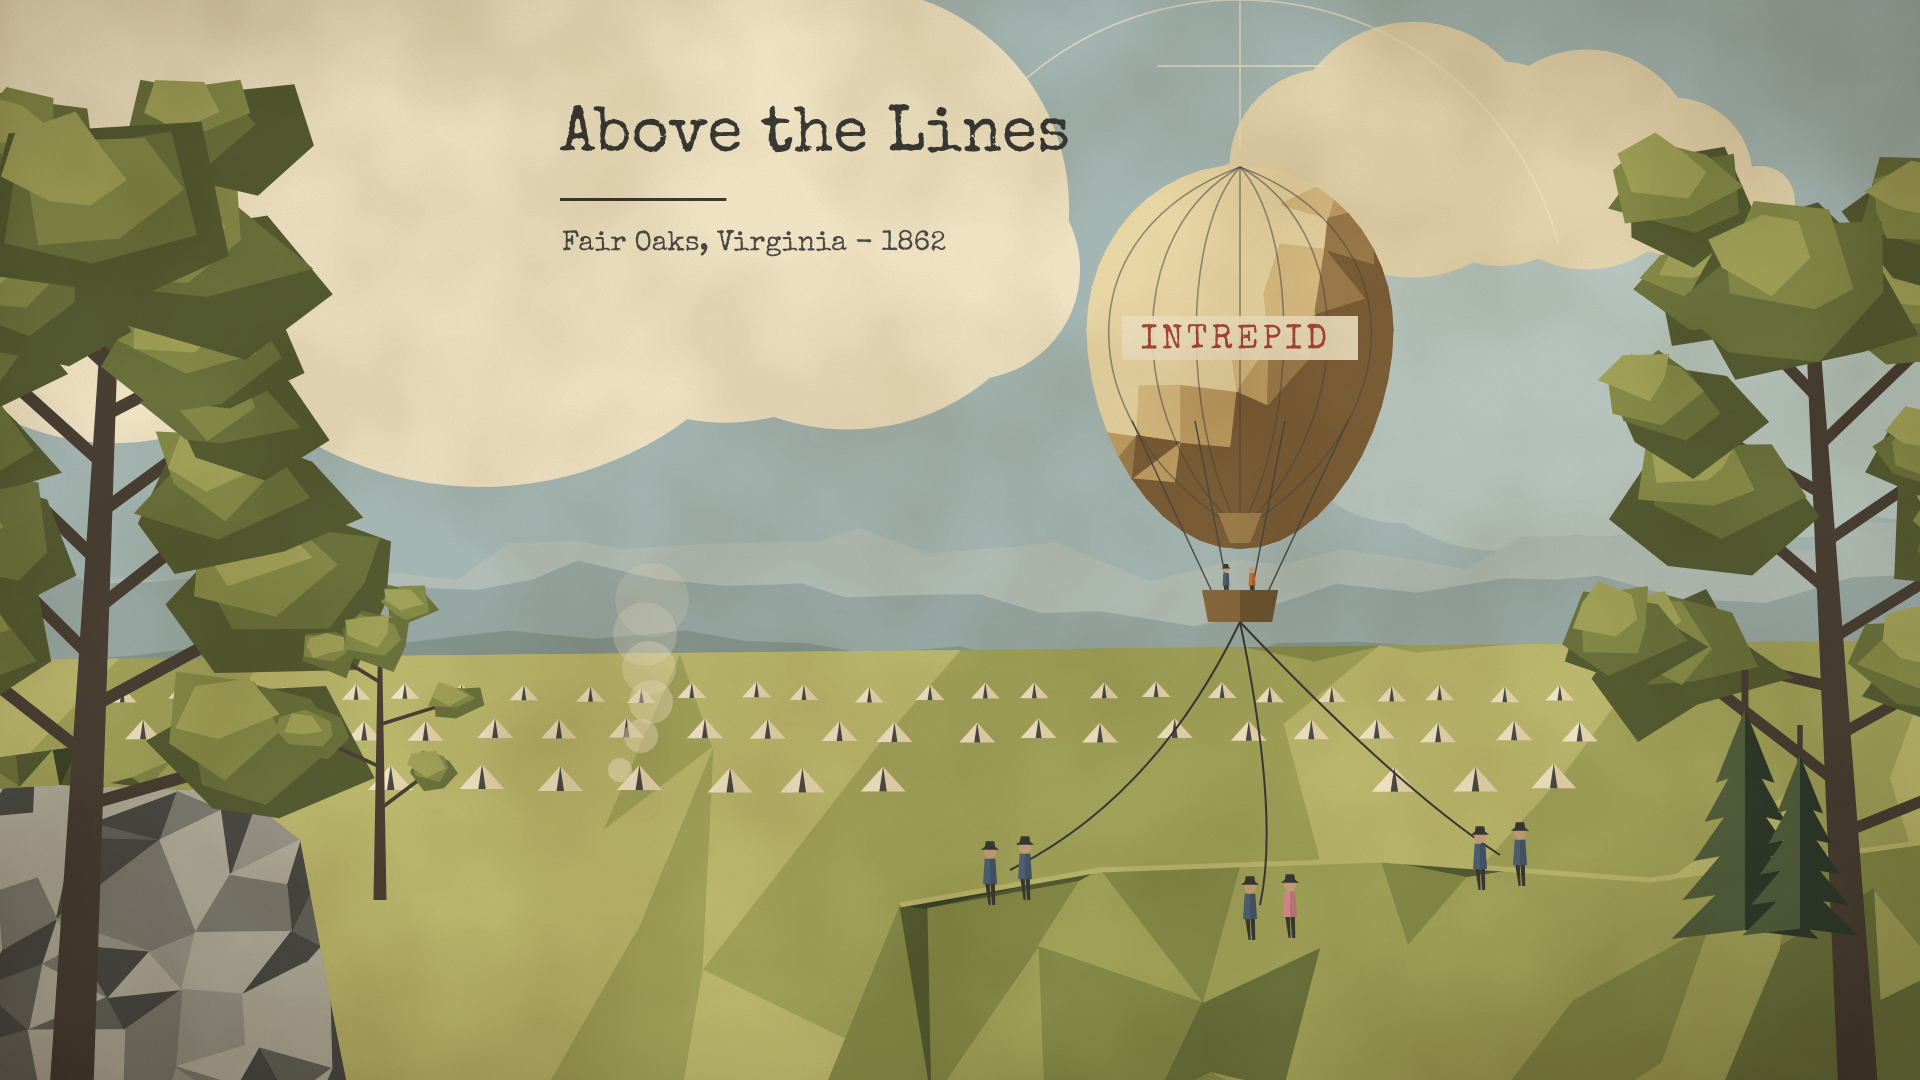 Above the Lines
Fair Oaks, Virginia – 1862
INTREPID